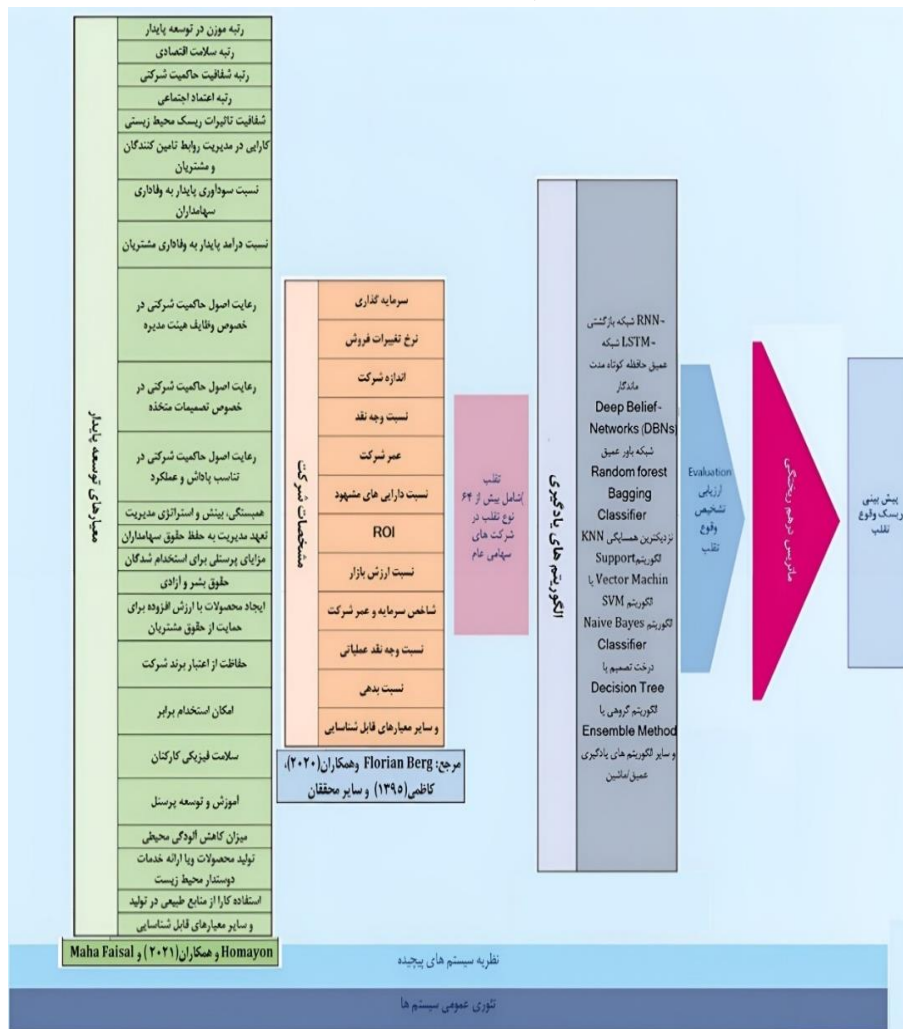 معیارهای توسعه پایدار
رتبه موزن در توسعه پایدار
رتبه سلامت اقتصادی
رتبه شفافیت حاکمیت شرکتی
رتبه اعتماد اجتماعی
شفافیت تاثیرات ریسک محیط زیستی
کارایی در مدیریت روابط تامین کنندگان
و مشتریان
نسبت سودآوری پایدار به وفاداری
سهامداران
نسبت درآمد پایدار به وفاداری مشتریان
رعایت اصول حاکمیت شرکتی در
خصوص وظایف هیئت مدیره
رعایت اصول حاکمیت شرکتی در
خصوص تصمیمات متخذه
رعایت اصول حاکمیت شرکتی در
تناسب پاداش و عملکرد
همبستگی، بینش و استراتژی مدیریت
تعهد مدیریت به حفظ حقوق سهامداران
مزایای پرسنلی برای استخدام شدگان
حقوق بشر و ازادی
ایجاد محصولات با ارزش افزوده برای
حمایت از حقوق مشتریان
حفاظت از اعتبار برند شرکت
امکان استخدام برابر
سلامت فیزیکی کارکنان
آموزش و توسعه پرسنل
میزان کاهش آلودگی محیطی
تولید محصولات ویا ارائه خدمات
دوستدار محیط زیست
استفاده کارا از منابع طبیعی در تولید
و سایر معیارهای قابل شناسایی
Homayon و همکاران(۲۰۲۱) و Maha Faisal
مشخصات شرکت
سرمایه گذاری
نرخ تغییرات فروش
اندازه شرکت
نسبت وجه نقد
عمر شرکت
نسبت دارایی های مشهود
ROI
نسبت ارزش بازار
شاخص سرمایه و عمر شرکت
نسبت وجه نقد عملیاتی
نسبت بدهی
و سایر معیارهای قابل شناسایی
مرجع: Florian Berg وهمکاران(۲۰۲۰)،
کاظمی(۱۳۹۵) و سایر محققان
تقلب
(شامل بیش از ۶۴
نوع تقلب در
شرکت های
سهامی عام
الگوریتم های یادگیری
-RNN شبکه بازگشتی
-LSTM شبکه
عمیق حافظه کوتاه مدت
ماندگار
Deep Belief-
Networks (DBNs)
شبکه باور عمیق
Random forest
Bagging
Classifier
نزدیکترین همسایگی KNN
الگوریتم Support
Vector Machin یا
الگوریتم SVM
الگوریتم Naive Bayes
Classifier
درخت تصمیم یا
Decision Tree
الگوریتم گروهی یا
Ensemble Method
و سایر الگوریتم های یادگیری
عمیق/ماشین
Evaluation
ارزیابی
تشخیص
وقوع
تقلب
ماتریس درهم ریختگی
پیش بینی
ریسک وقوع
تقلب
نظریه سیستم های پیچیده
تئوری عمومی سیستم ها